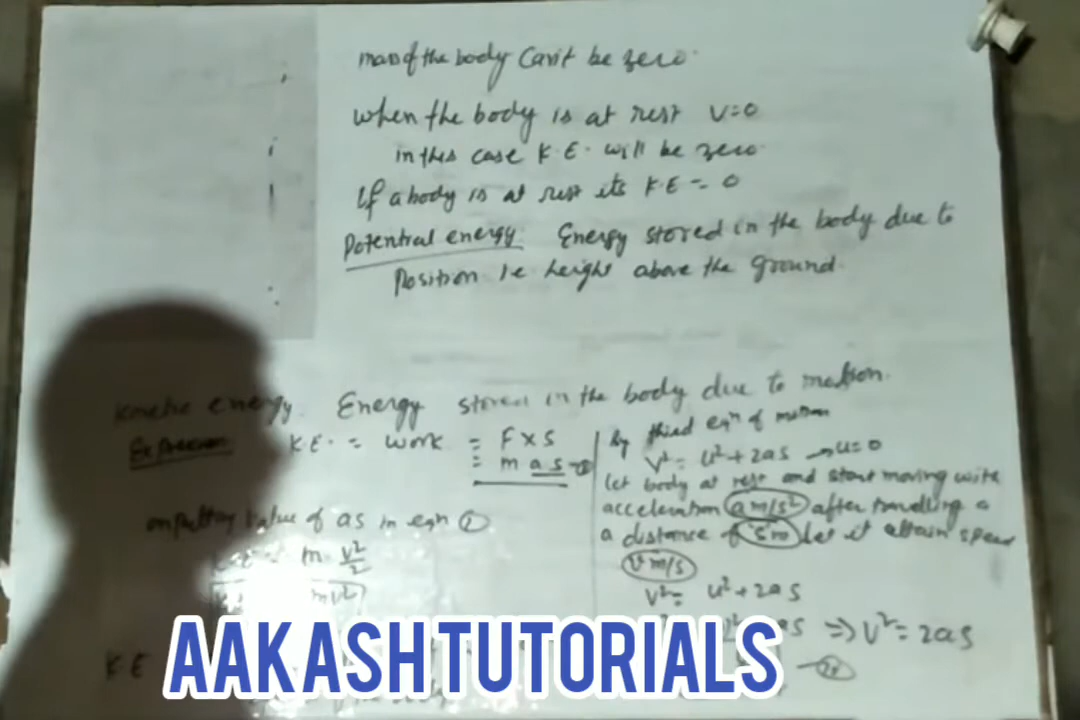 mass of the body Can't be zero.
when the body is at rest V=0
in this case K.E. will be zero.
If a body is at rest its K.E = 0
Potential energy: Energy stored in the body due to
Position i.e height above the ground.
Kinetic energy. Energy stored in the body due to motion.
Expression K.E. = work = F x S
= m as
By third eqn of motion
V² = u² + 2as → u=0
let body at rest and start moving with
acceleration a m/s² after travelling a
a distance of S m let it attain speed
V m/s
V² = u² + 2as
as ⇒ V² = 2as
on putting value of as in eqn
m. V²/2
mv²
K.E
AAKASH TUTORIALS